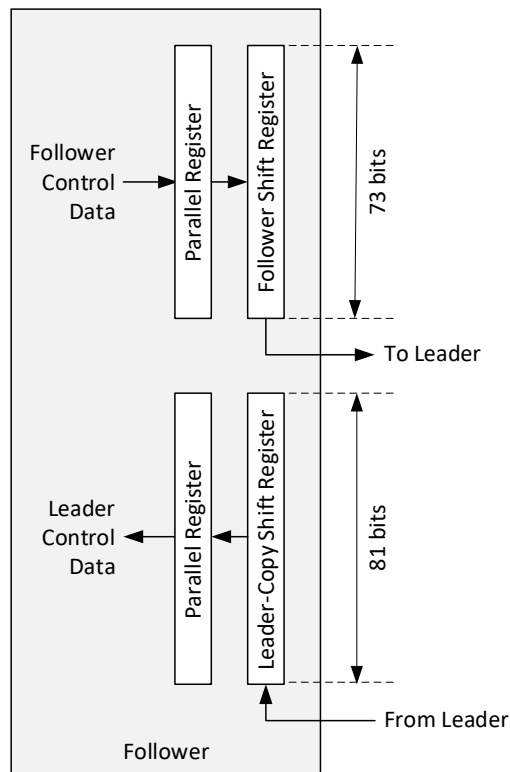 Follower
Control
Data
Parallel Register
Follower Shift Register
73 bits
To Leader
Leader
Control
Data
Parallel Register
Leader-Copy Shift Register
81 bits
From Leader
Follower